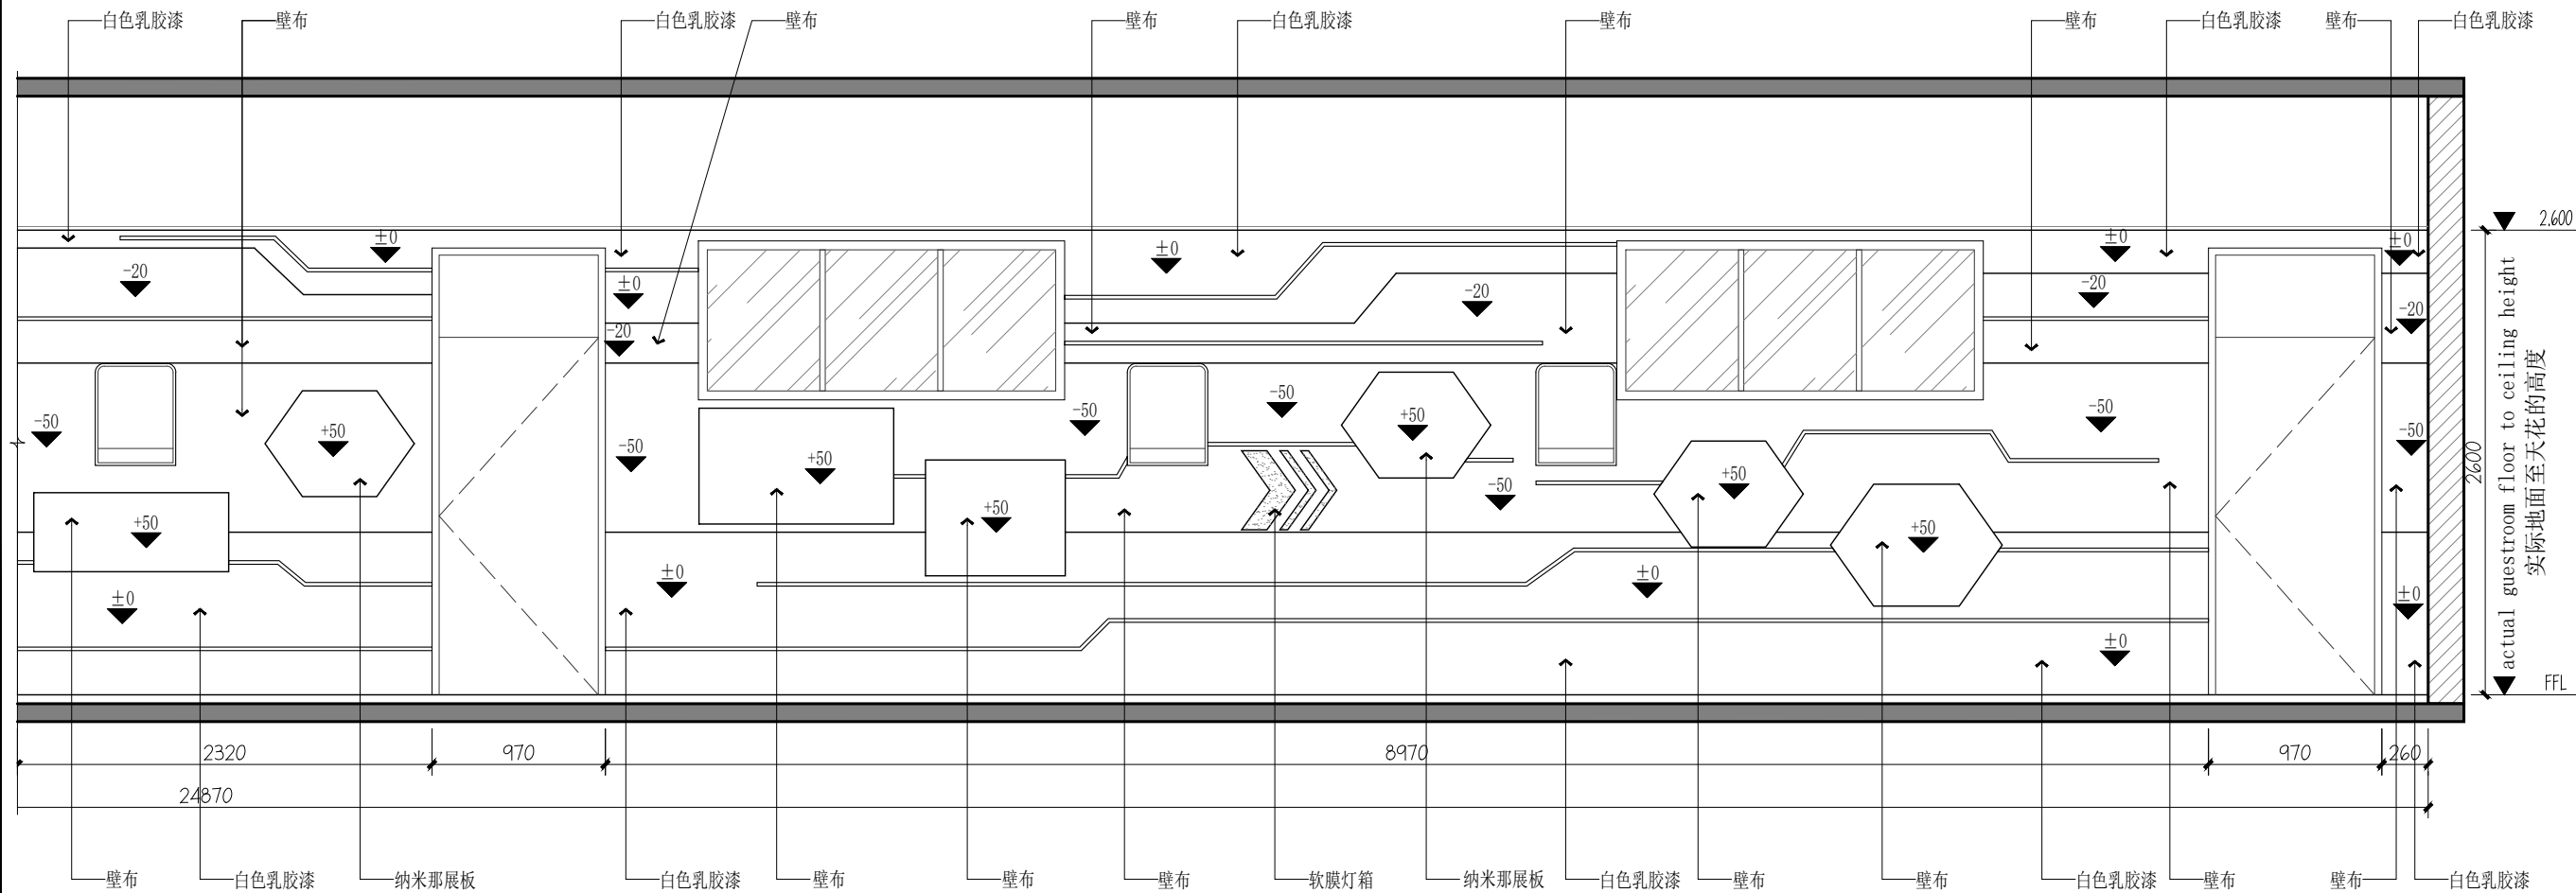 白色乳胶漆
壁布
白色乳胶漆
壁布
壁布
白色乳胶漆
壁布
壁布
白色乳胶漆
壁布
白色乳胶漆
2.600
±0
±0
±0
±0
-20
±0
-20
-20
-20
-20
-50
+50
-50
+50
-50
-50
+50
-50
-50
-50
+50
+50
-50
+50
+50
±0
±0
±0
±0
±0
2600
actual guestroom floor to ceiling height
实际地面至天花的高度
FFL
2320
970
8970
970
260
24870
壁布
白色乳胶漆
纳米那展板
白色乳胶漆
壁布
壁布
壁布
软膜灯箱
纳米那展板
白色乳胶漆
壁布
壁布
白色乳胶漆
壁布
壁布
白色乳胶漆